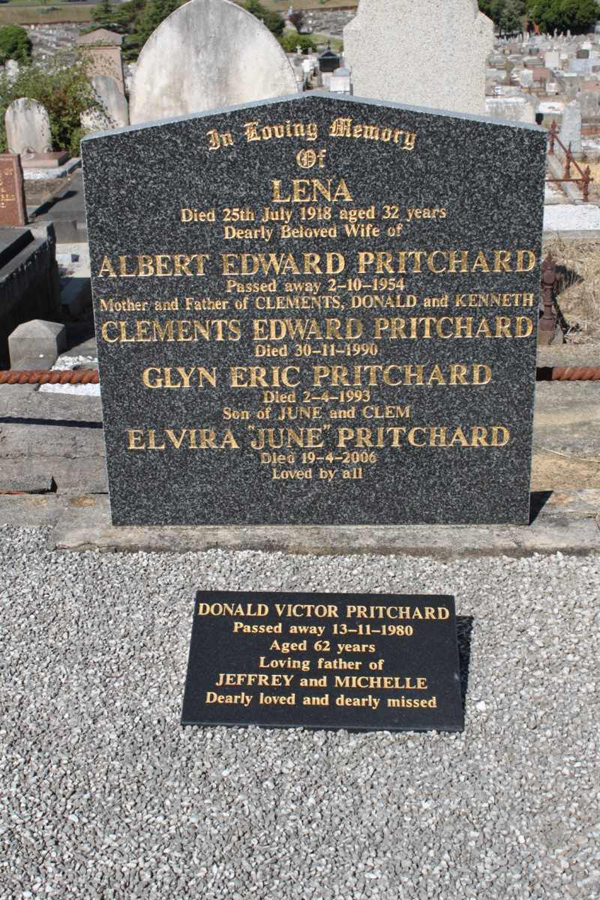 In Loving Memory
Of
LENA
Died 25th July 1918 aged 32 years
Dearly Beloved Wife of
ALBERT EDWARD PRITCHARD
Passed away 2-10-1954
Mother and Father of CLEMENTS, DONALD and KENNETH
CLEMENTS EDWARD PRITCHARD
Died 30-11-1990
GLYN ERIC PRITCHARD
Died 2-4-1993
Son of JUNE and CLEM
ELVIRA "JUNE" PRITCHARD
Died 19-4-2006
Loved by all
DONALD VICTOR PRITCHARD
Passed away 13-11-1980
Aged 62 years
Loving father of
JEFFREY and MICHELLE
Dearly loved and dearly missed